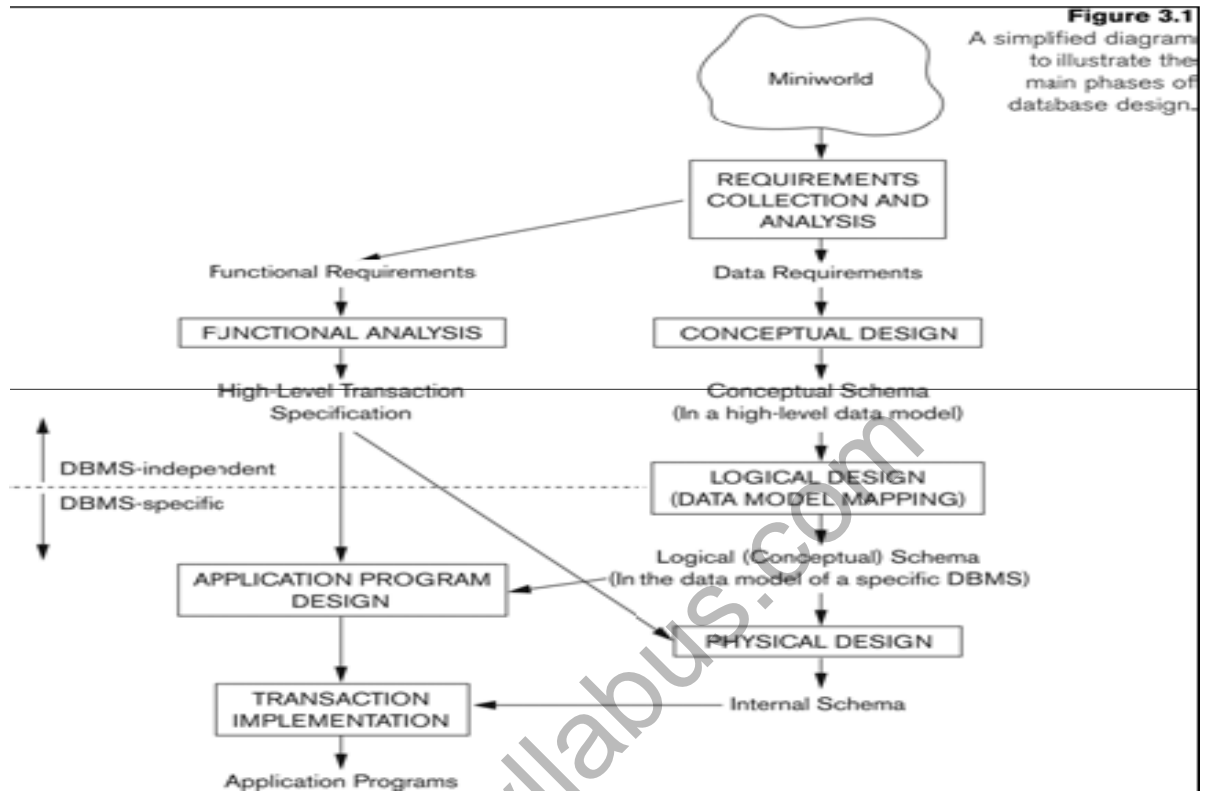 Figure 3.1
A simplified diagram
to illustrate the
main phases of
database design.
Miniworld
REQUIREMENTS
COLLECTION AND
ANALYSIS
Functional Requirements
Data Requirements
FUNCTIONAL ANALYSIS
CONCEPTUAL DESIGN
High-Level Transaction
Specification
Conceptual Schema
(In a high-level data model)
DBMS-independent
DBMS-specific
LOGICAL DESIGN
(DATA MODEL MAPPING)
Logical (Conceptual) Schema
(In the data model of a specific DBMS)
APPLICATION PROGRAM
DESIGN
PHYSICAL DESIGN
Internal Schema
TRANSACTION
IMPLEMENTATION
Application Programs